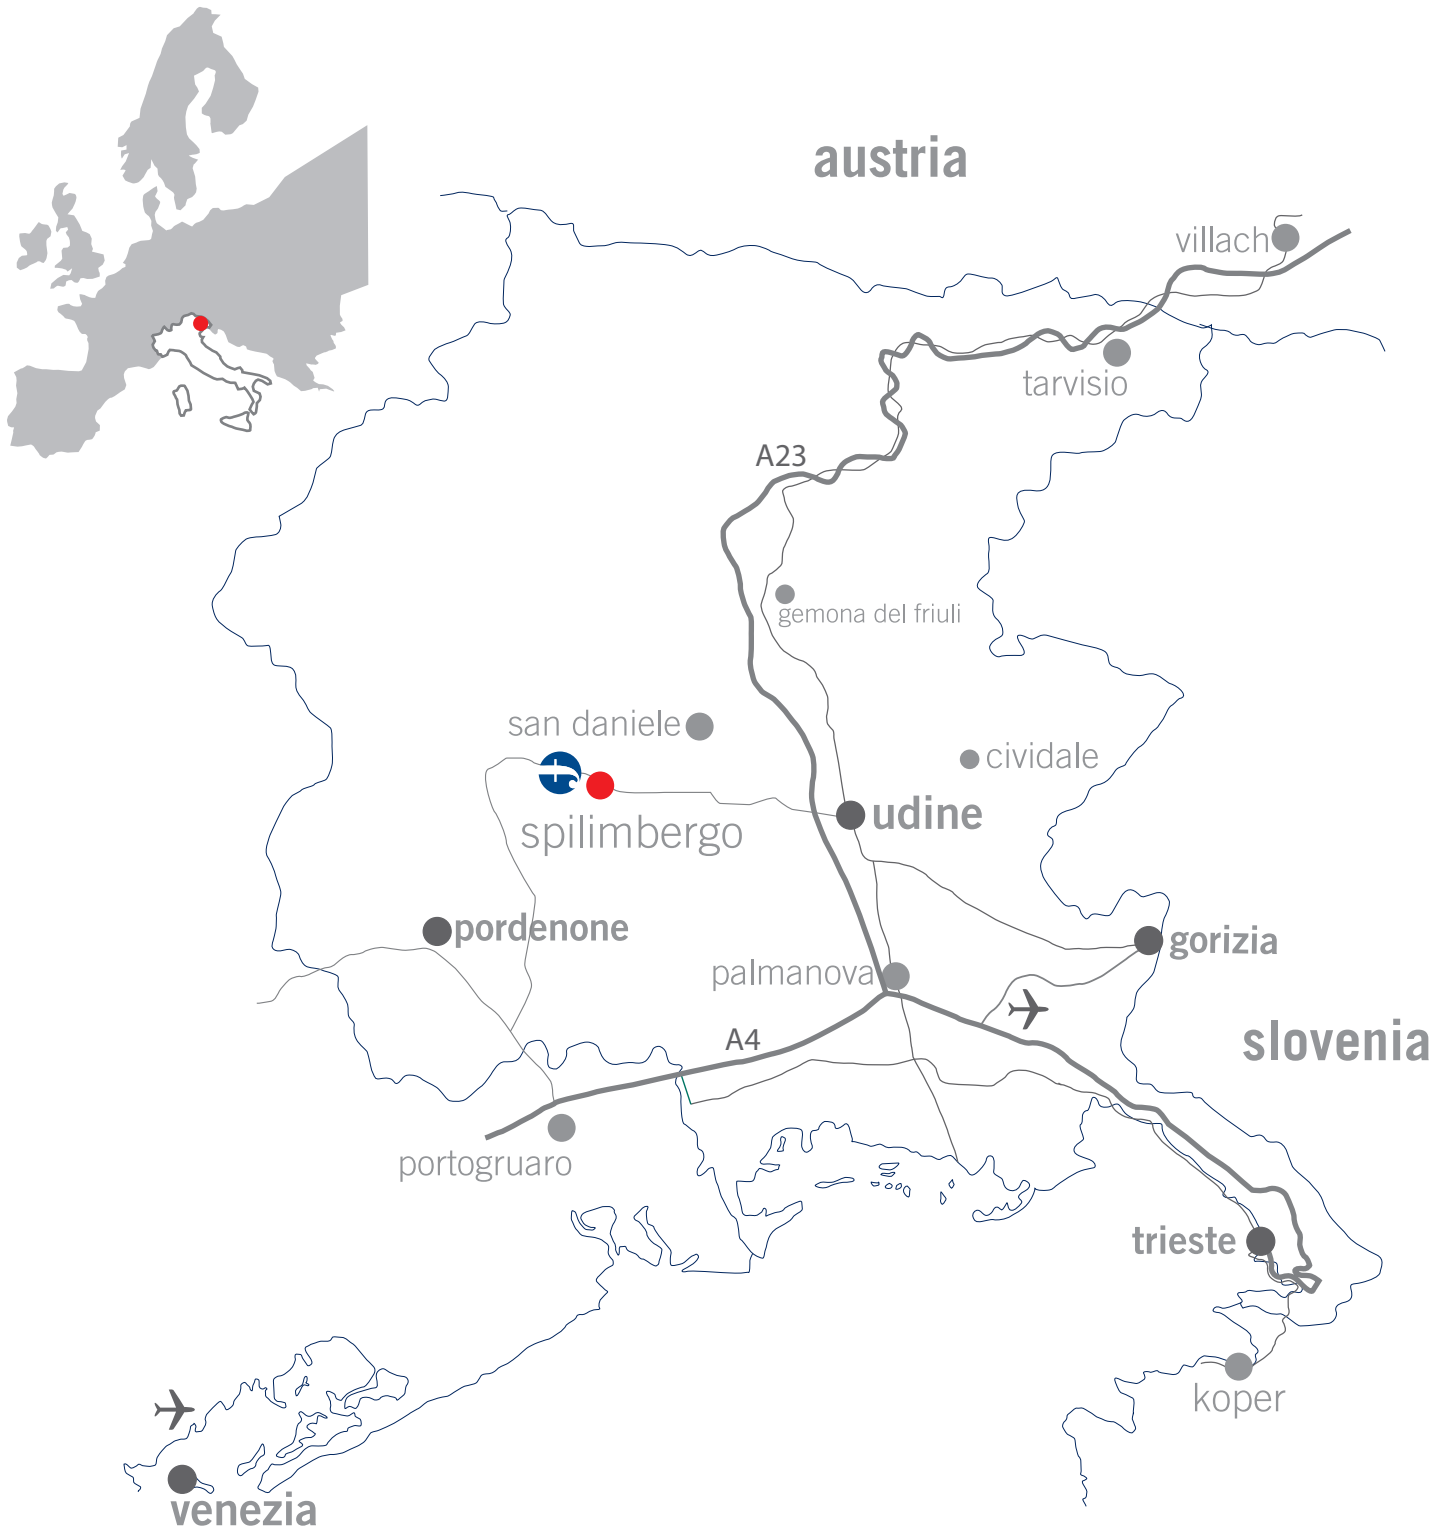 austria
villach
tarvisio
A23
gemona del friuli
san daniele
cividale
udine
spilimbergo
pordenone
gorizia
palmanova
slovenia
A4
portogruaro
trieste
koper
venezia